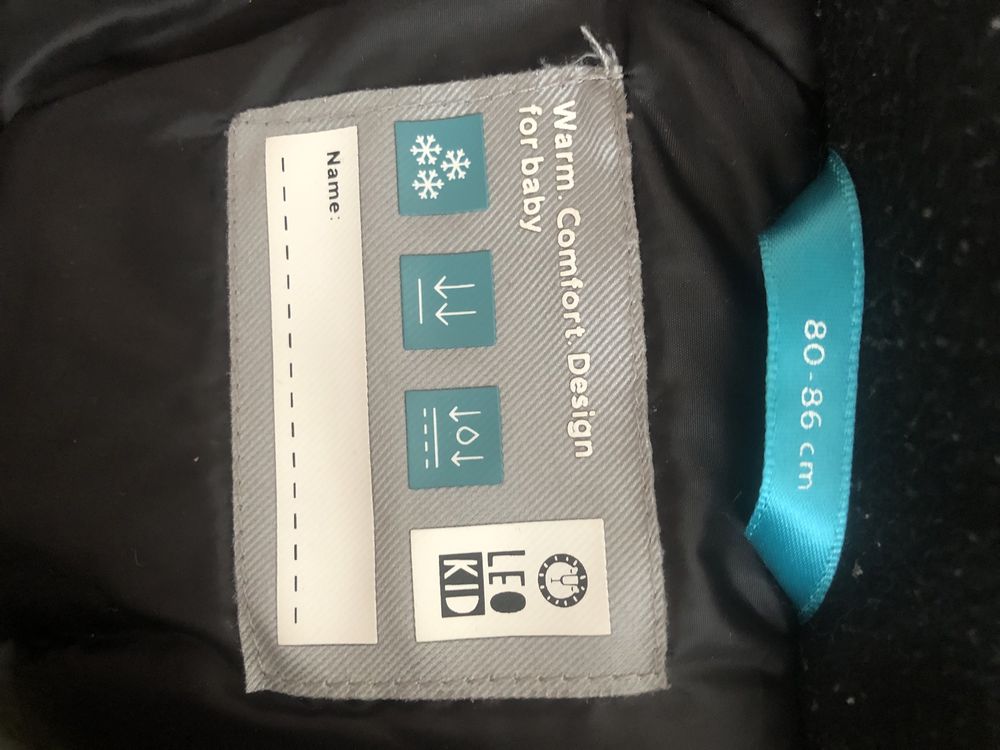 80-86 cm
Warm. Comfort. Design
for baby
LEO
KID
Name: